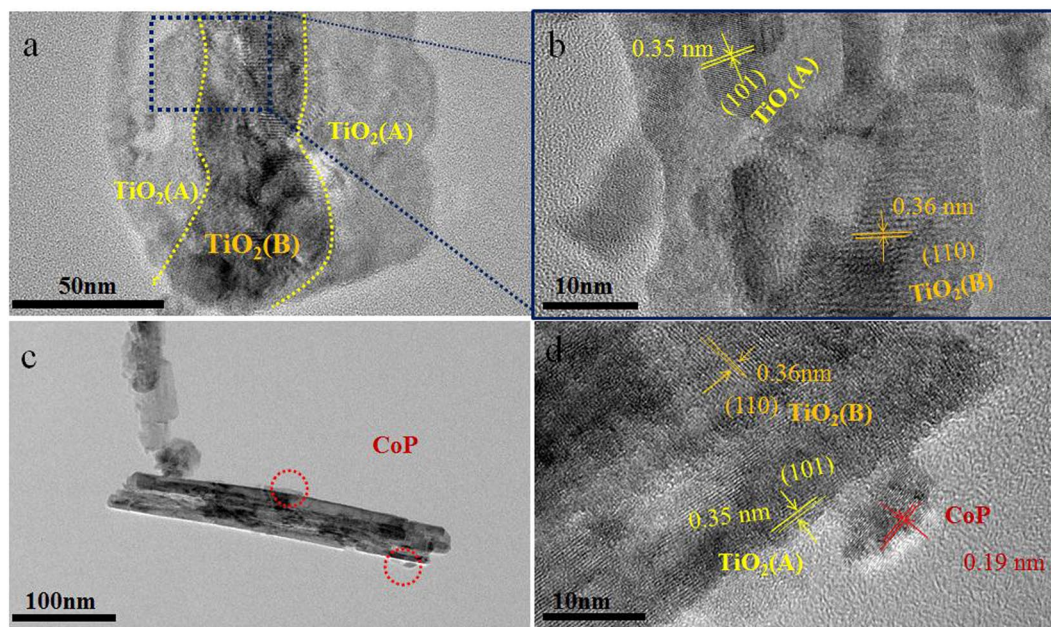 a
TiO₂(A)
TiO₂(A)
TiO₂(B)
50nm
b
0.35 nm
(101)
TiO₂(A)
0.36 nm
(110)
TiO₂(B)
10nm
c
CoP
100nm
d
0.36nm
(110)
TiO₂(B)
(101)
0.35 nm
TiO₂(A)
CoP
0.19 nm
10nm